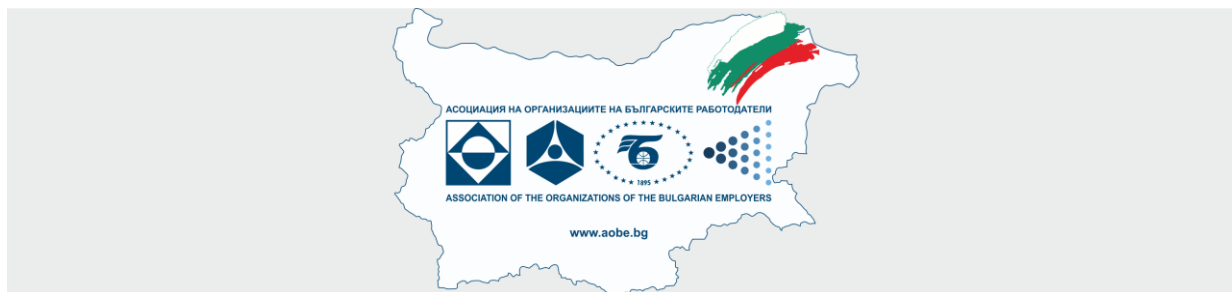 АСОЦИАЦИЯ НА ОРГАНИЗАЦИИТЕ НА БЪЛГАРСКИТЕ РАБОТОДАТЕЛИ
Б
1895
ASSOCIATION OF THE ORGANIZATIONS OF THE BULGARIAN EMPLOYERS
www.aobe.bg